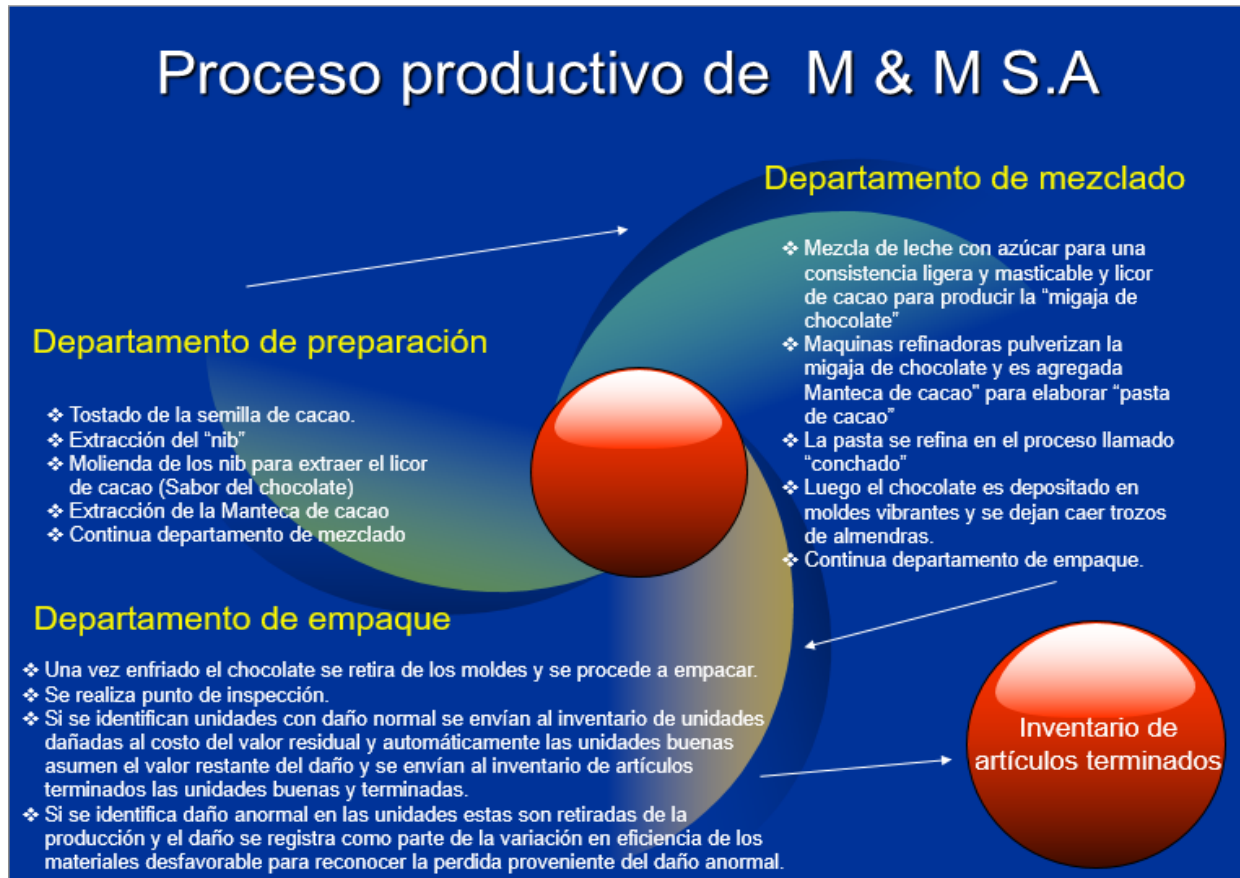 Proceso productivo de M & M S.A
Departamento de preparación
❖ Tostado de la semilla de cacao.
❖ Extracción del “nib”
❖ Molienda de los nib para extraer el licor
de cacao (Sabor del chocolate)
❖ Extracción de la Manteca de cacao
❖ Continua departamento de mezclado
Departamento de mezclado
❖ Mezcla de leche con azúcar para una
consistencia ligera y masticable y licor
de cacao para producir la “migaja de
chocolate”
❖ Maquinas refinadoras pulverizan la
migaja de chocolate y es agregada
Manteca de cacao” para elaborar “pasta
de cacao”
❖ La pasta se refina en el proceso llamado
“conchado”
❖ Luego el chocolate es depositado en
moldes vibrantes y se dejan caer trozos
de almendras.
❖ Continua departamento de empaque.
Departamento de empaque
❖ Una vez enfriado el chocolate se retira de los moldes y se procede a empacar.
❖ Se realiza punto de inspección.
❖ Si se identifican unidades con daño normal se envían al inventario de unidades
dañadas al costo del valor residual y automáticamente las unidades buenas
asumen el valor restante del daño y se envían al inventario de artículos
terminados las unidades buenas y terminadas.
❖ Si se identifica daño anormal en las unidades estas son retiradas de la
producción y el daño se registra como parte de la variación en eficiencia de los
materiales desfavorable para reconocer la perdida proveniente del daño anormal.
Inventario de
artículos terminados